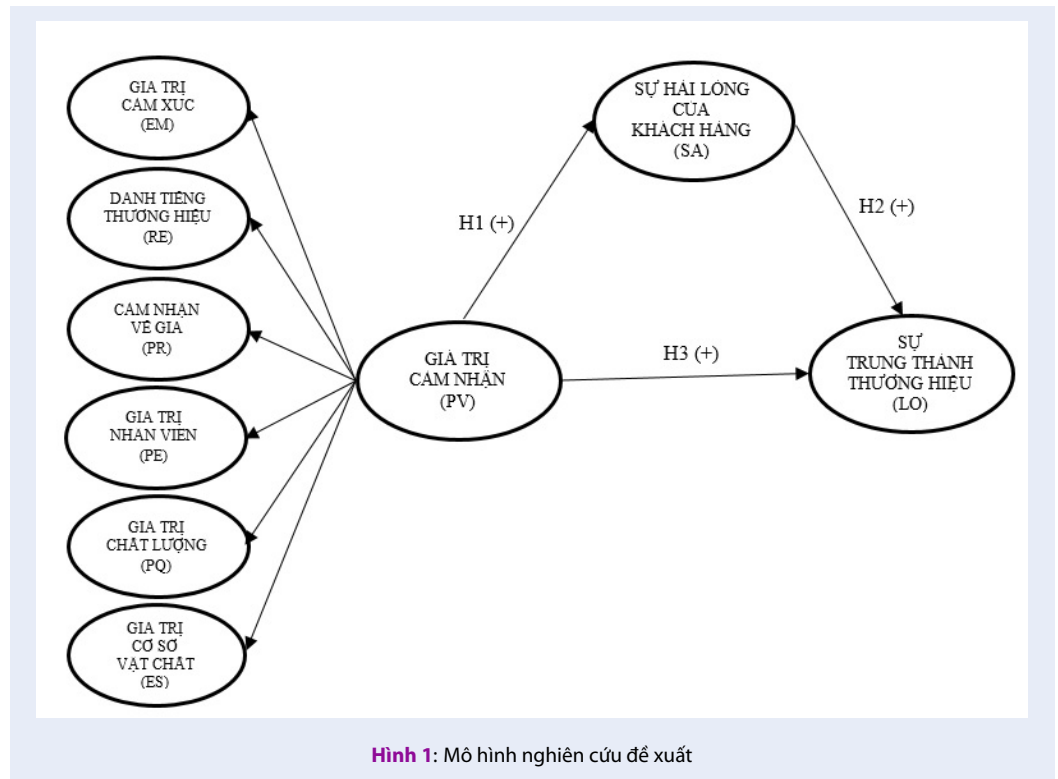 GIÁ TRỊ
CẢM XÚC
(EM)
DANH TIẾNG
THƯƠNG HIỆU
(RE)
CẢM NHẬN
VỀ GIÁ
(PR)
GIÁ TRỊ
NHÂN VIÊN
(PE)
GIÁ TRỊ
CHẤT LƯỢNG
(PQ)
GIÁ TRỊ
CƠ SỞ
VẬT CHẤT
(ES)
GIÁ TRỊ
CẢM NHẬN
(PV)
H1 (+)
SỰ HÀI LÒNG
CỦA
KHÁCH HÀNG
(SA)
H2 (+)
H3 (+)
SỰ
TRUNG THÀNH
THƯƠNG HIỆU
(LO)
Hình 1: Mô hình nghiên cứu đề xuất